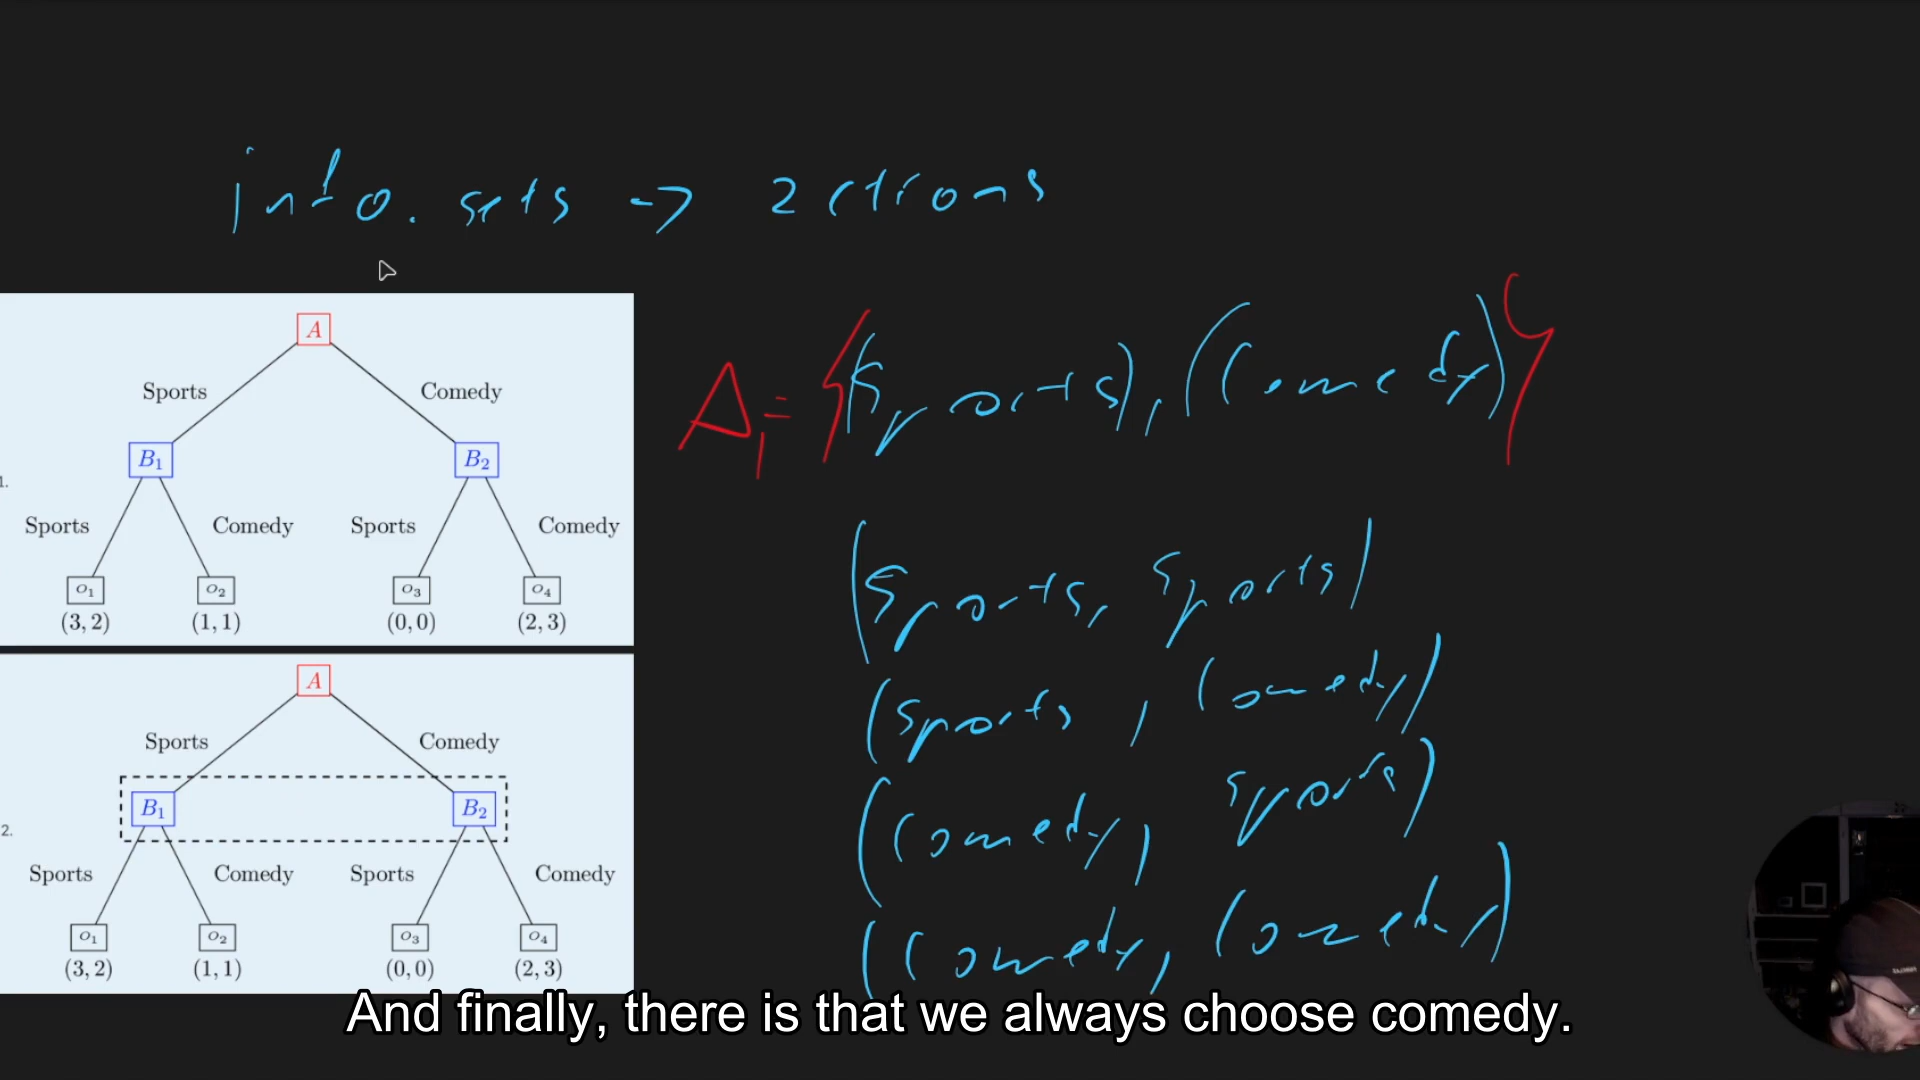 info. sets -> actions
A
Sports Comedy
B₁ B₂
1.
Sports Comedy Sports Comedy
o₁ o₂ o₃ o₄
(3, 2) (1, 1) (0, 0) (2, 3)
A₁ = {(Sports), (Comedy)}
(Sports, Sports)
(Sports, Comedy)
(Comedy, Sports)
(Comedy, Comedy)
A
Sports Comedy
B₁ B₂
2.
Sports Comedy Sports Comedy
o₁ o₂ o₃ o₄
(3, 2) (1, 1) (0, 0) (2, 3)
And finally, there is that we always choose comedy.